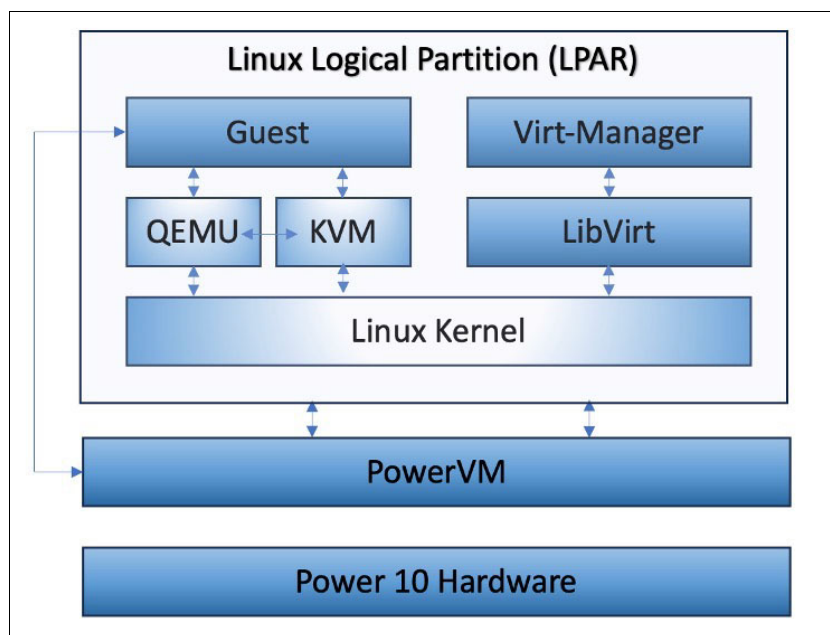 Linux Logical Partition (LPAR)
Guest
Virt-Manager
QEMU
KVM
LibVirt
Linux Kernel
PowerVM
Power 10 Hardware